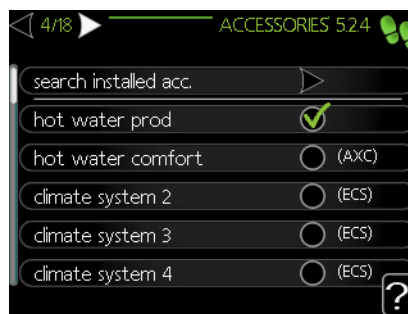 4/18 ACCESSORIES 5.2.4
search installed acc.
hot water prod
hot water comfort (AXC)
climate system 2 (ECS)
climate system 3 (ECS)
climate system 4 (ECS)
?